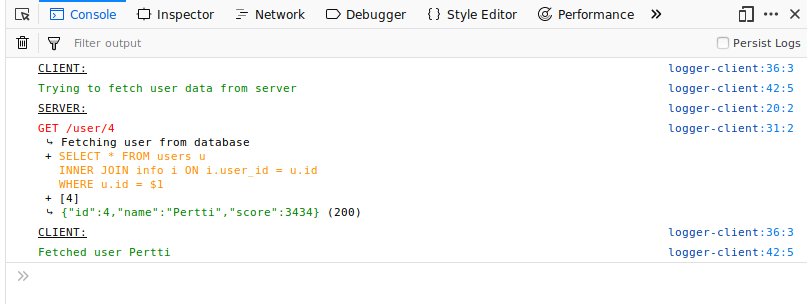 Console Inspector Network Debugger {} Style Editor Performance
Filter output Persist Logs
CLIENT: logger-client:36:3
Trying to fetch user data from server logger-client:42:5
SERVER: logger-client:20:2
GET /user/4 logger-client:31:2
⤷ Fetching user from database
+ SELECT * FROM users u
INNER JOIN info i ON i.user_id = u.id
WHERE u.id = $1
+ [4]
⤷ {"id":4,"name":"Pertti","score":3434} (200)
CLIENT: logger-client:36:3
Fetched user Pertti logger-client:42:5